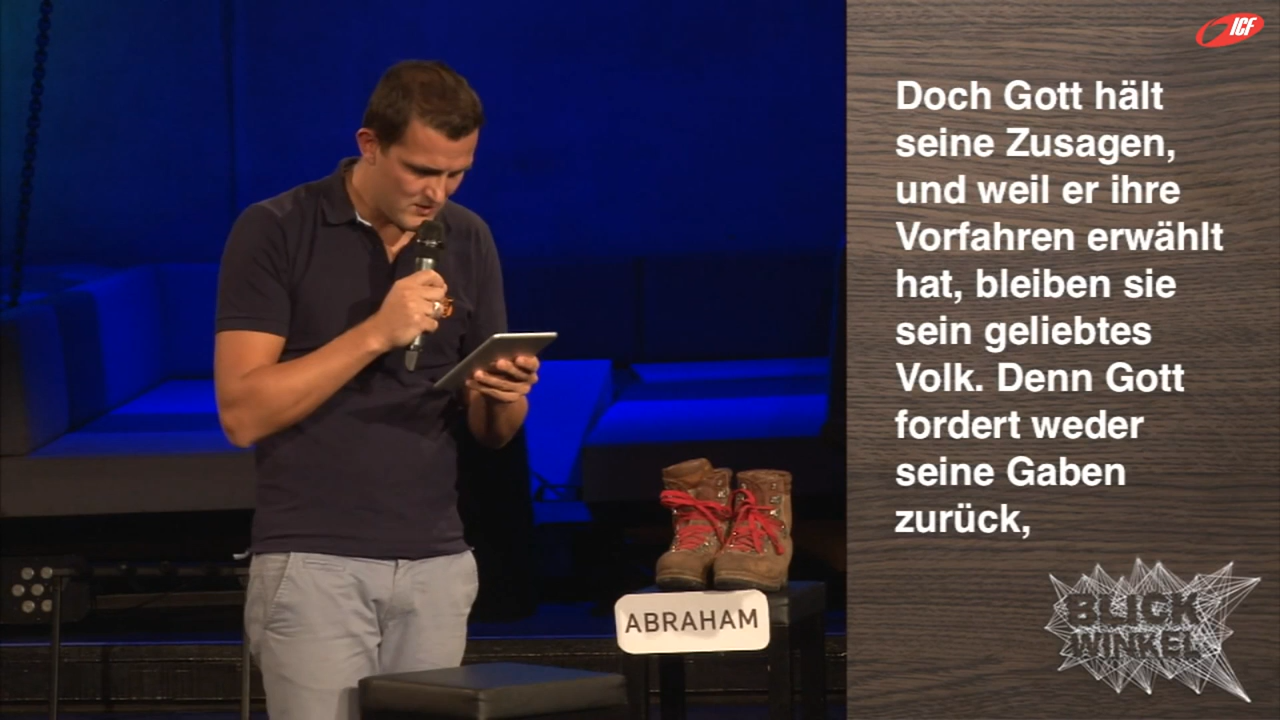 ICF
Doch Gott hält
seine Zusagen,
und weil er ihre
Vorfahren erwählt
hat, bleiben sie
sein geliebtes
Volk. Denn Gott
fordert weder
seine Gaben
zurück,
ABRAHAM
BLICK
WINKEL